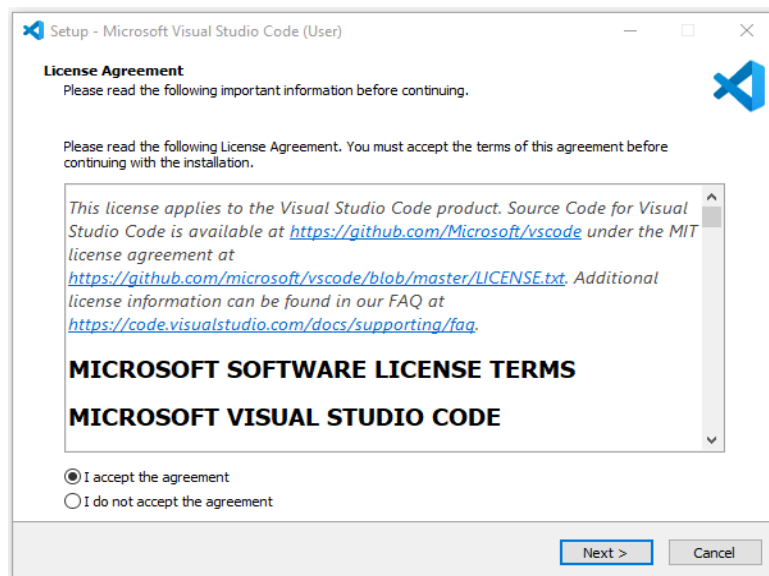 Setup - Microsoft Visual Studio Code (User)
License Agreement
Please read the following important information before continuing.
Please read the following License Agreement. You must accept the terms of this agreement before
continuing with the installation.
This license applies to the Visual Studio Code product. Source Code for Visual
Studio Code is available at https://github.com/Microsoft/vscode under the MIT
license agreement at
https://github.com/microsoft/vscode/blob/master/LICENSE.txt. Additional
license information can be found in our FAQ at
https://code.visualstudio.com/docs/supporting/faq.
MICROSOFT SOFTWARE LICENSE TERMS
MICROSOFT VISUAL STUDIO CODE
I accept the agreement
I do not accept the agreement
Next >
Cancel